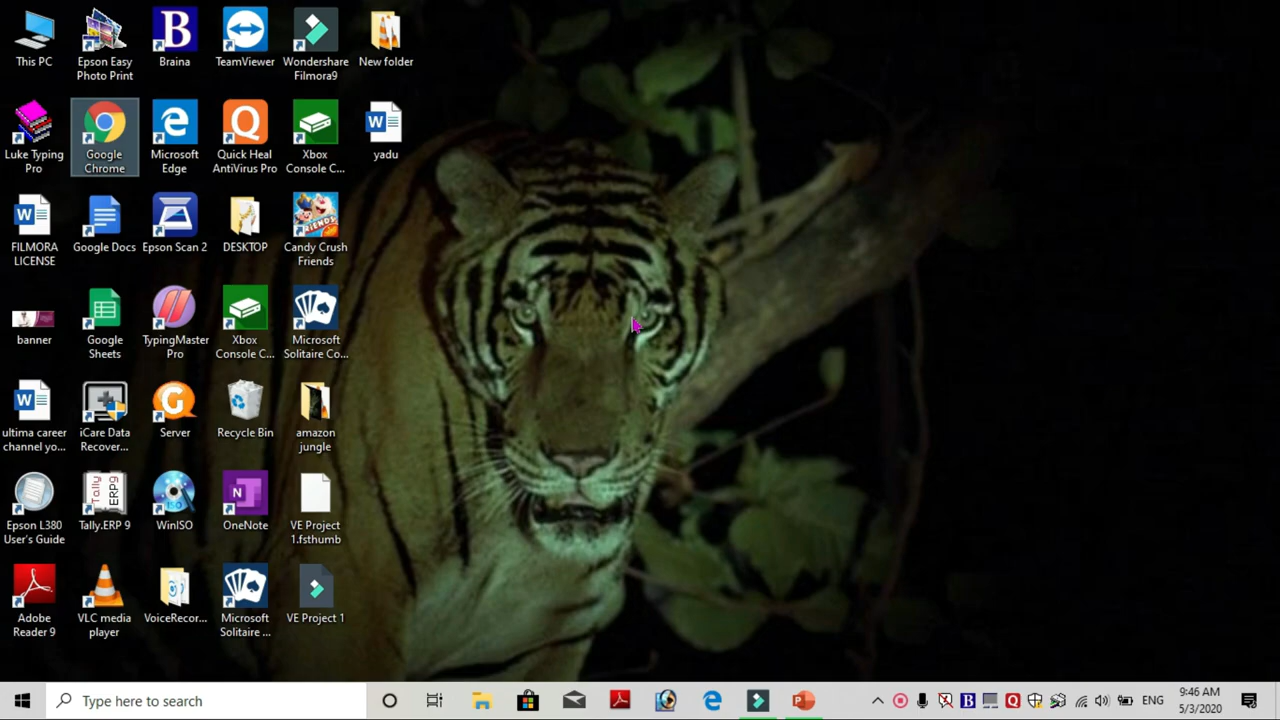 This PC
Epson Easy
Photo Print
B
Braina
TeamViewer
Wondershare
Filmora9
New folder
Luke Typing
Pro
Google
Chrome
Microsoft
Edge
Q
Quick Heal
AntiVirus Pro
Xbox
Console C...
W
yadu
W
FILMORA
LICENSE
Google Docs
Epson Scan 2
DESKTOP
Candy Crush
Friends
banner
Google
Sheets
TypingMaster
Pro
Xbox
Console C...
Microsoft
Solitaire Co...
W
ultima career
channel yo...
iCare Data
Recover...
G
Server
Recycle Bin
amazon
jungle
Epson L380
User's Guide
Tally
ERP9
Tally.ERP 9
ISO
WinISO
N
OneNote
VE Project
1.fsthumb
Adobe
Reader 9
VLC media
player
VoiceRecor...
Microsoft
Solitaire ...
VE Project 1
Type here to search
P
B
Q
ENG
9:46 AM
5/3/2020